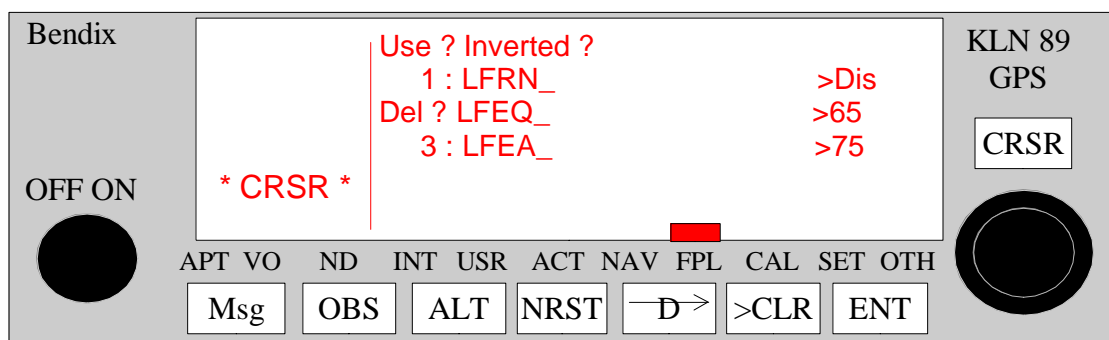 Bendix
KLN 89
GPS
Use ? Inverted ?
1 : LFRN_ >Dis
Del ? LFEQ_ >65
3 : LFEA_ >75
* CRSR *
CRSR
OFF ON
APT VO ND INT USR ACT NAV FPL CAL SET OTH
Msg OBS ALT NRST D >CLR ENT